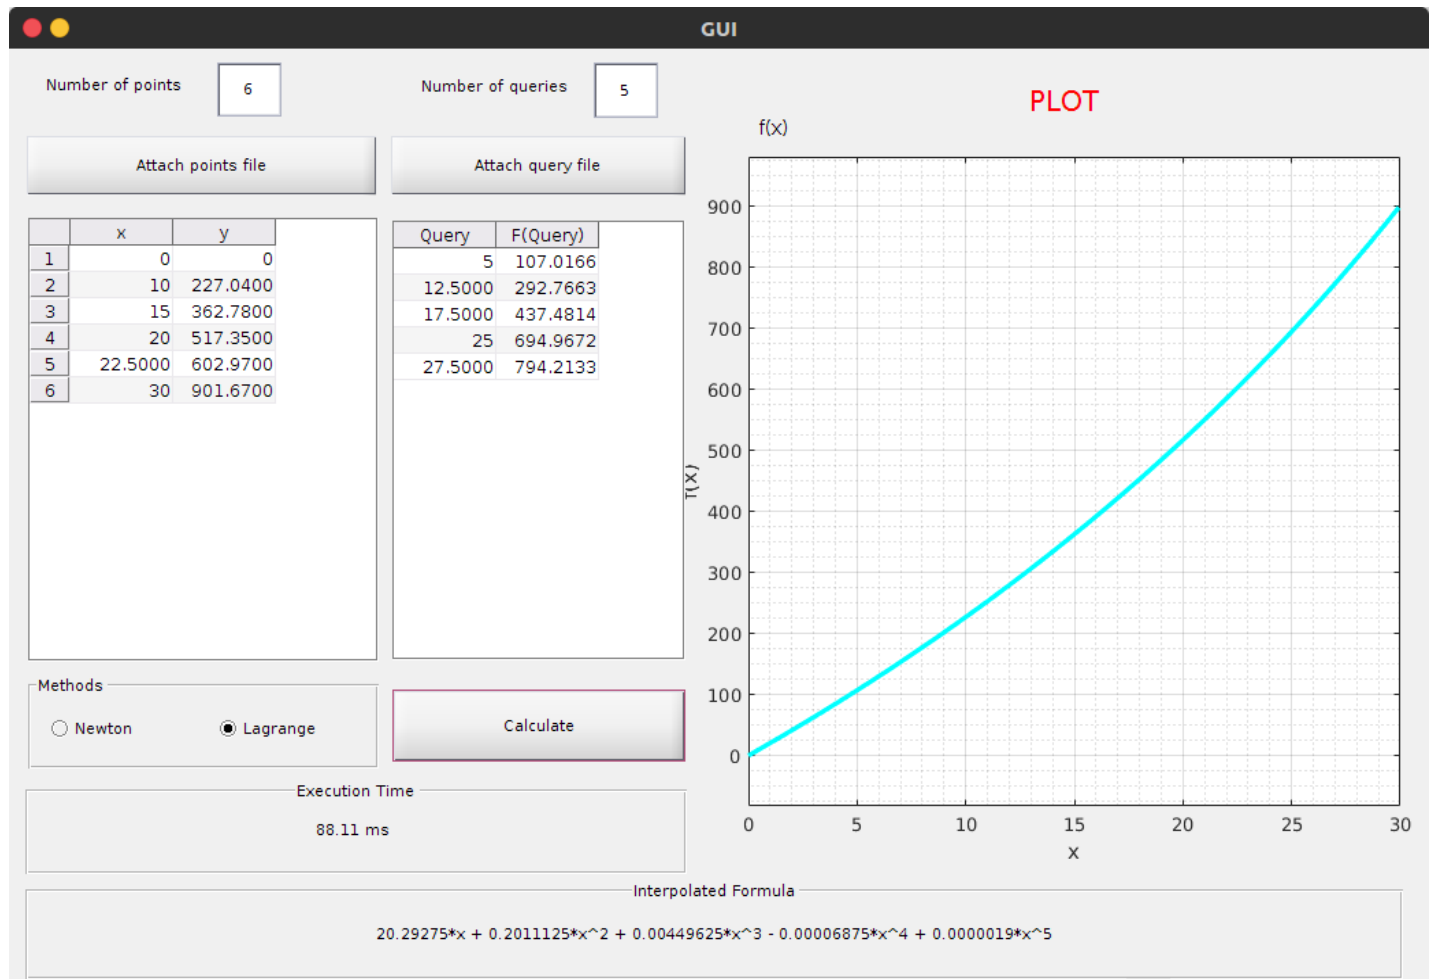 GUI
Number of points 6 Number of queries 5
PLOT
f(x)
Attach points file Attach query file
x y
1 0 0
2 10 227.0400
3 15 362.7800
4 20 517.3500
5 22.5000 602.9700
6 30 901.6700
Query F(Query)
5 107.0166
12.5000 292.7663
17.5000 437.4814
25 694.9672
27.5000 794.2133
900
800
700
600
500
400
300
200
100
0
f(x)
0 5 10 15 20 25 30
x
Methods
Newton Lagrange
Calculate
Execution Time
88.11 ms
Interpolated Formula
20.29275*x + 0.2011125*x^2 + 0.00449625*x^3 - 0.00006875*x^4 + 0.0000019*x^5